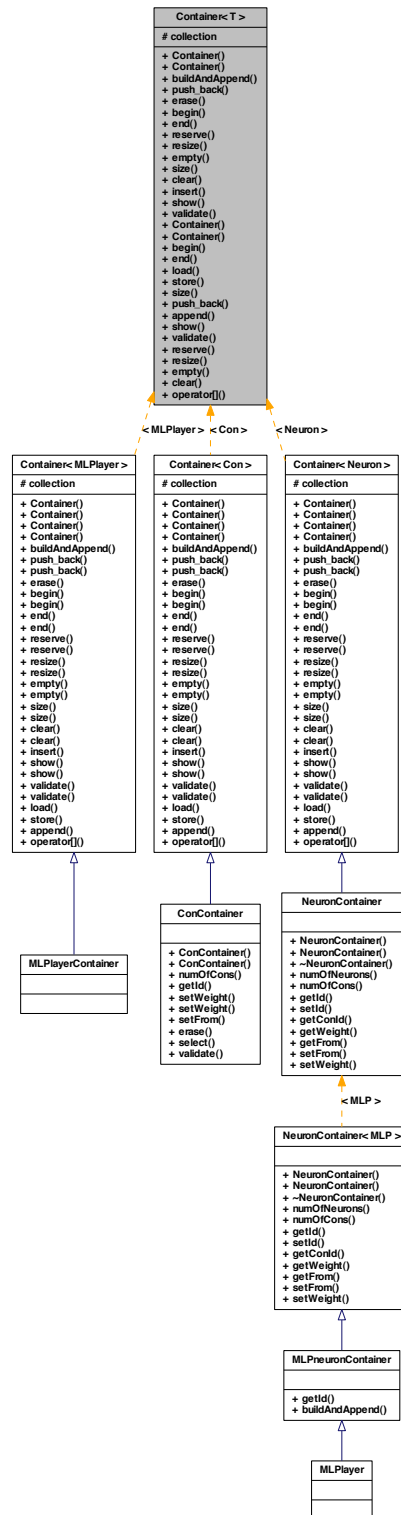 Container< T >
# collection
+ Container()
+ Container()
+ buildAndAppend()
+ push_back()
+ erase()
+ begin()
+ end()
+ reserve()
+ resize()
+ empty()
+ size()
+ clear()
+ insert()
+ show()
+ validate()
+ Container()
+ Container()
+ begin()
+ end()
+ load()
+ store()
+ size()
+ push_back()
+ append()
+ show()
+ validate()
+ reserve()
+ resize()
+ empty()
+ clear()
+ operator[]()
< MLPlayer >
< Con >
< Neuron >
Container< MLPlayer >
# collection
+ Container()
+ Container()
+ Container()
+ Container()
+ buildAndAppend()
+ push_back()
+ push_back()
+ erase()
+ begin()
+ begin()
+ end()
+ end()
+ reserve()
+ reserve()
+ resize()
+ resize()
+ empty()
+ empty()
+ size()
+ size()
+ clear()
+ clear()
+ insert()
+ show()
+ show()
+ validate()
+ validate()
+ load()
+ store()
+ append()
+ operator[]()
Container< Con >
# collection
+ Container()
+ Container()
+ Container()
+ Container()
+ buildAndAppend()
+ push_back()
+ push_back()
+ erase()
+ begin()
+ begin()
+ end()
+ end()
+ reserve()
+ reserve()
+ resize()
+ resize()
+ empty()
+ empty()
+ size()
+ size()
+ clear()
+ clear()
+ insert()
+ show()
+ show()
+ validate()
+ validate()
+ load()
+ store()
+ append()
+ operator[]()
Container< Neuron >
# collection
+ Container()
+ Container()
+ Container()
+ Container()
+ buildAndAppend()
+ push_back()
+ push_back()
+ erase()
+ begin()
+ begin()
+ end()
+ end()
+ reserve()
+ reserve()
+ resize()
+ resize()
+ empty()
+ empty()
+ size()
+ size()
+ clear()
+ clear()
+ insert()
+ show()
+ show()
+ validate()
+ validate()
+ load()
+ store()
+ append()
+ operator[]()
MLPlayerContainer
ConContainer
+ ConContainer()
+ ConContainer()
+ numOfCons()
+ getId()
+ setWeight()
+ setWeight()
+ setFrom()
+ erase()
+ select()
+ validate()
NeuronContainer
+ NeuronContainer()
+ NeuronContainer()
+ ~NeuronContainer()
+ numOfNeurons()
+ numOfCons()
+ getId()
+ setId()
+ getConId()
+ getWeight()
+ getFrom()
+ setFrom()
+ setWeight()
< MLP >
NeuronContainer< MLP >
+ NeuronContainer()
+ NeuronContainer()
+ ~NeuronContainer()
+ numOfNeurons()
+ numOfCons()
+ getId()
+ setId()
+ getConId()
+ getWeight()
+ getFrom()
+ setFrom()
+ setWeight()
MLPneuronContainer
+ getId()
+ buildAndAppend()
MLPlayer